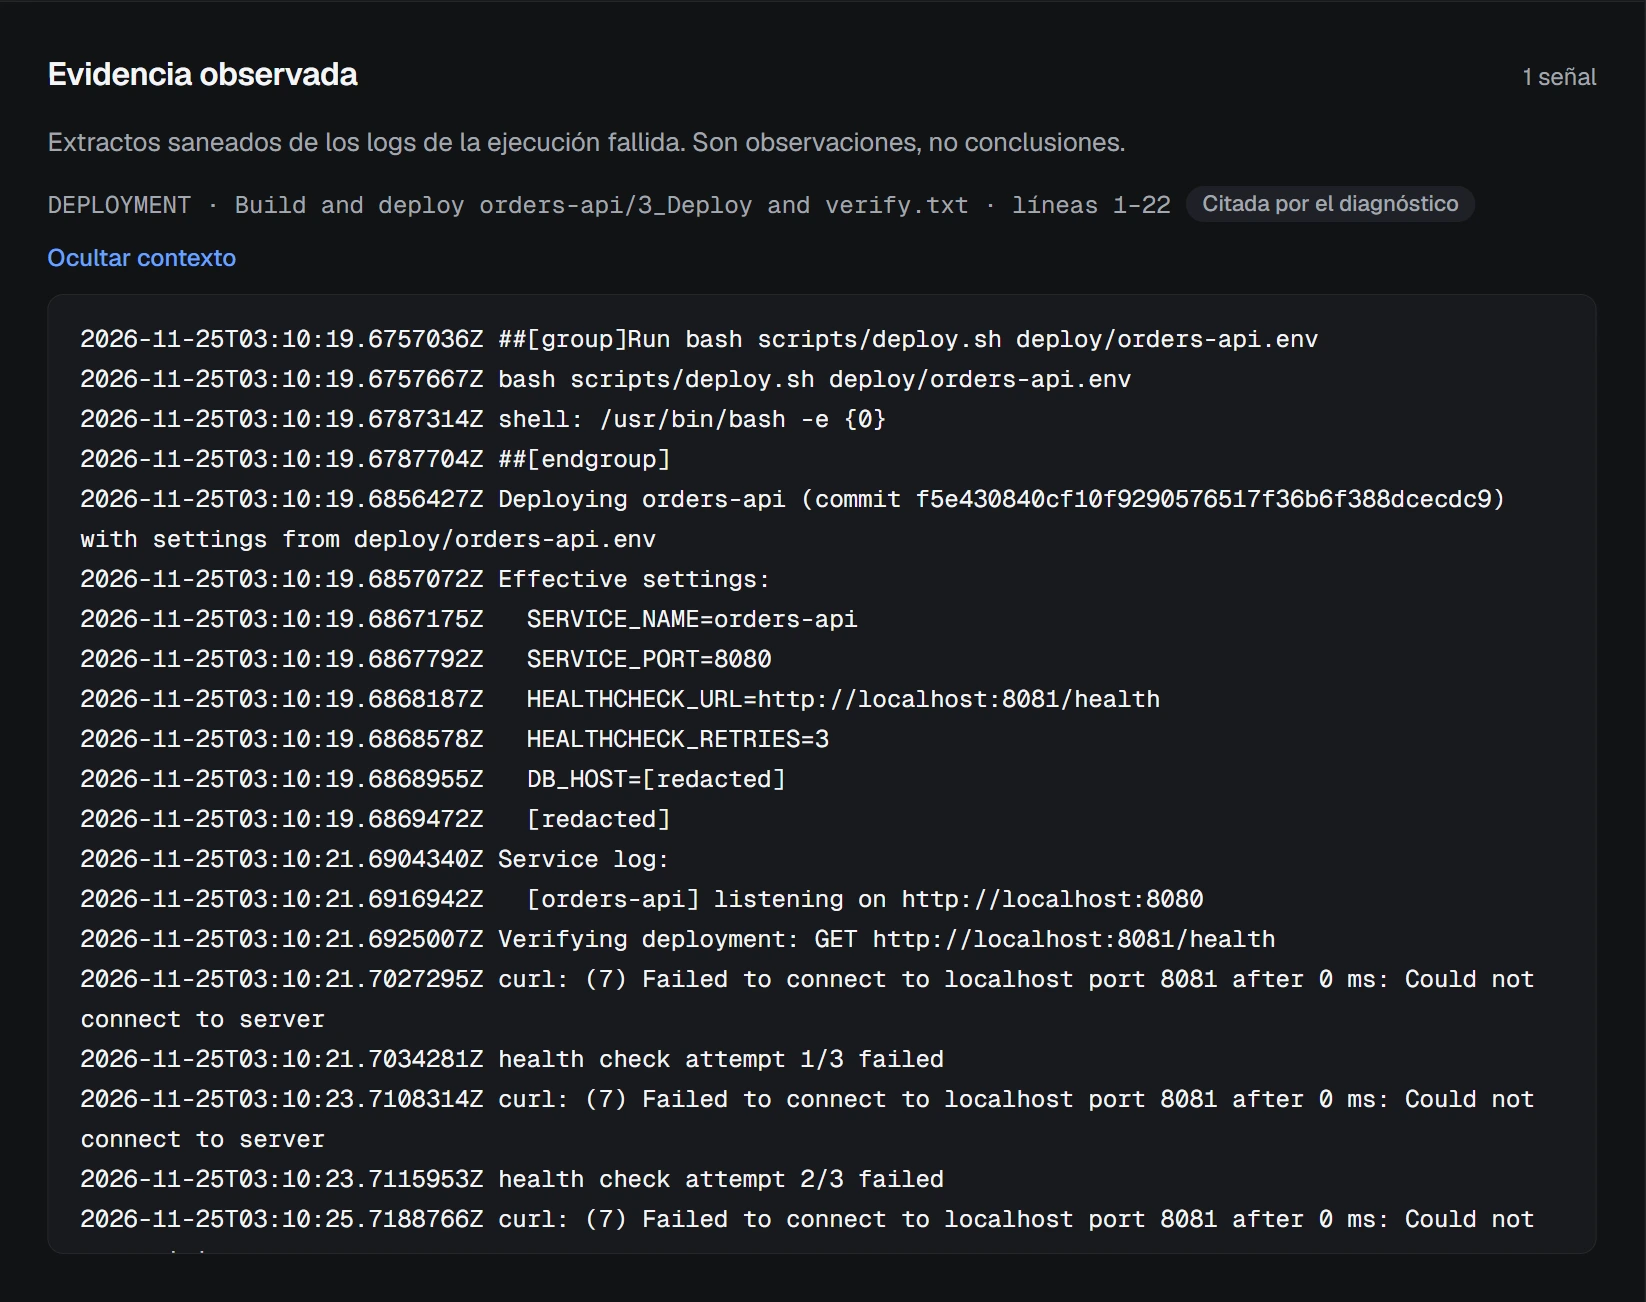 Evidencia observada
1 señal
Extractos saneados de los logs de la ejecución fallida. Son observaciones, no conclusiones.
DEPLOYMENT · Build and deploy orders-api/3_Deploy and verify.txt · líneas 1–22 Citada por el diagnóstico
Ocultar contexto
2026-11-25T03:10:19.6757036Z ##[group]Run bash scripts/deploy.sh deploy/orders-api.env
2026-11-25T03:10:19.6757667Z bash scripts/deploy.sh deploy/orders-api.env
2026-11-25T03:10:19.6787314Z shell: /usr/bin/bash -e {0}
2026-11-25T03:10:19.6787704Z ##[endgroup]
2026-11-25T03:10:19.6856427Z Deploying orders-api (commit f5e430840cf10f9290576517f36b6f388dcecdc9)
with settings from deploy/orders-api.env
2026-11-25T03:10:19.6857072Z Effective settings:
2026-11-25T03:10:19.6867175Z   SERVICE_NAME=orders-api
2026-11-25T03:10:19.6867792Z   SERVICE_PORT=8080
2026-11-25T03:10:19.6868187Z   HEALTHCHECK_URL=http://localhost:8081/health
2026-11-25T03:10:19.6868578Z   HEALTHCHECK_RETRIES=3
2026-11-25T03:10:19.6868955Z   DB_HOST=[redacted]
2026-11-25T03:10:19.6869472Z   [redacted]
2026-11-25T03:10:21.6904340Z Service log:
2026-11-25T03:10:21.6916942Z   [orders-api] listening on http://localhost:8080
2026-11-25T03:10:21.6925007Z Verifying deployment: GET http://localhost:8081/health
2026-11-25T03:10:21.7027295Z curl: (7) Failed to connect to localhost port 8081 after 0 ms: Could not
connect to server
2026-11-25T03:10:21.7034281Z health check attempt 1/3 failed
2026-11-25T03:10:23.7108314Z curl: (7) Failed to connect to localhost port 8081 after 0 ms: Could not
connect to server
2026-11-25T03:10:23.7115953Z health check attempt 2/3 failed
2026-11-25T03:10:25.7188766Z curl: (7) Failed to connect to localhost port 8081 after 0 ms: Could not